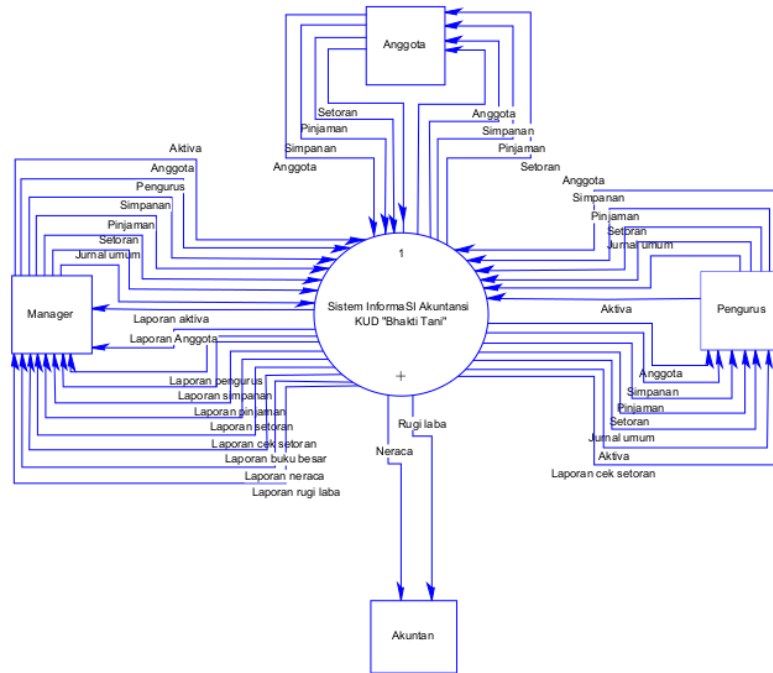 Anggota
Setoran
Pinjaman
Simpanan
Anggota
Anggota
Simpanan
Pinjaman
Setoran
Aktiva
Anggota
Pengurus
Simpanan
Pinjaman
Setoran
Jurnal umum
Anggota
Simpanan
Pinjaman
Setoran
Jurnal umum
Aktiva
1
Sistem InformaSI Akuntansi
KUD "Bhakti Tani"
+
Manager
Pengurus
Laporan aktiva
Laporan Anggota
Laporan pengurus
Laporan simpanan
Laporan pinjaman
Laporan setoran
Laporan cek setoran
Laporan buku besar
Laporan neraca
Laporan rugi laba
Anggota
Simpanan
Pinjaman
Setoran
Jurnal umum
Aktiva
Laporan cek setoran
Rugi laba
Neraca
Akuntan